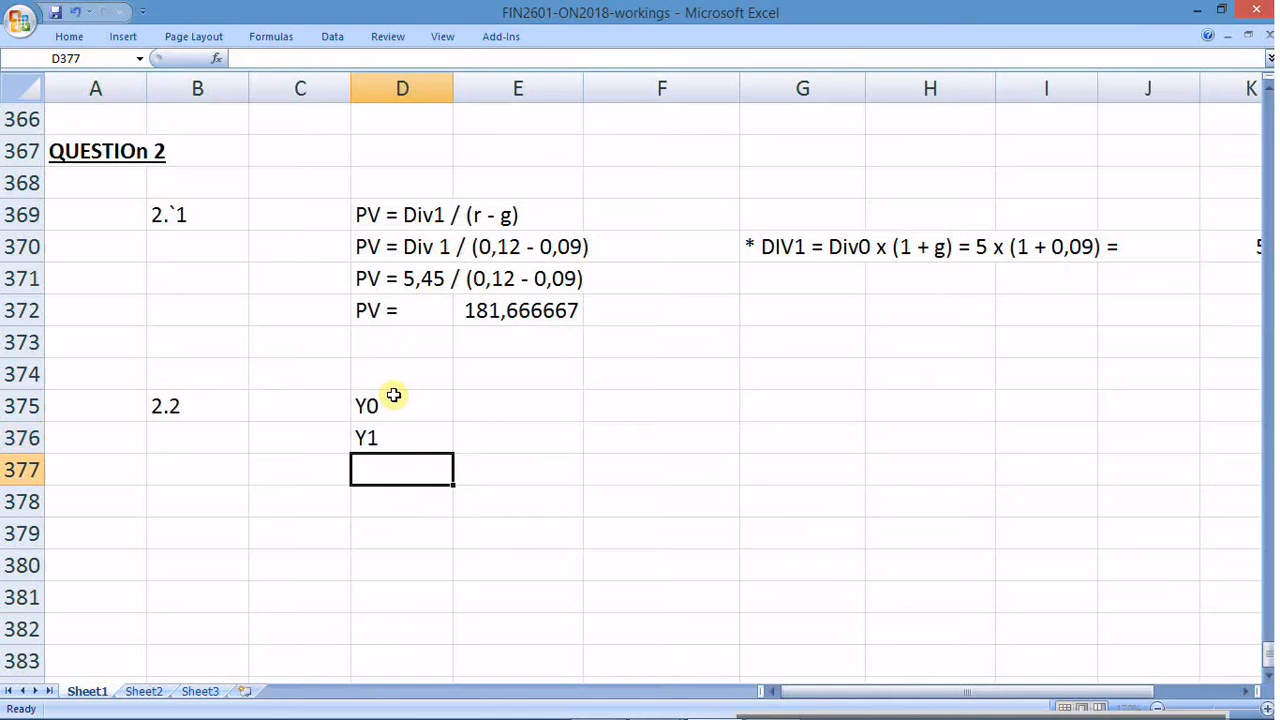 FIN2601-ON2018-workings - Microsoft Excel
Home Insert Page Layout Formulas Data Review View Add-Ins
D377 fx
A B C D E F G H I J K
366
367 QUESTIOn 2
368
369 2.`1 PV = Div1 / (r - g)
370 PV = Div 1 / (0,12 - 0,09) * DIV1 = Div0 x (1 + g) = 5 x (1 + 0,09) = 5
371 PV = 5,45 / (0,12 - 0,09)
372 PV = 181,666667
373
374
375 2.2 Y0
376 Y1
377
378
379
380
381
382
383
Sheet1 Sheet2 Sheet3
Ready